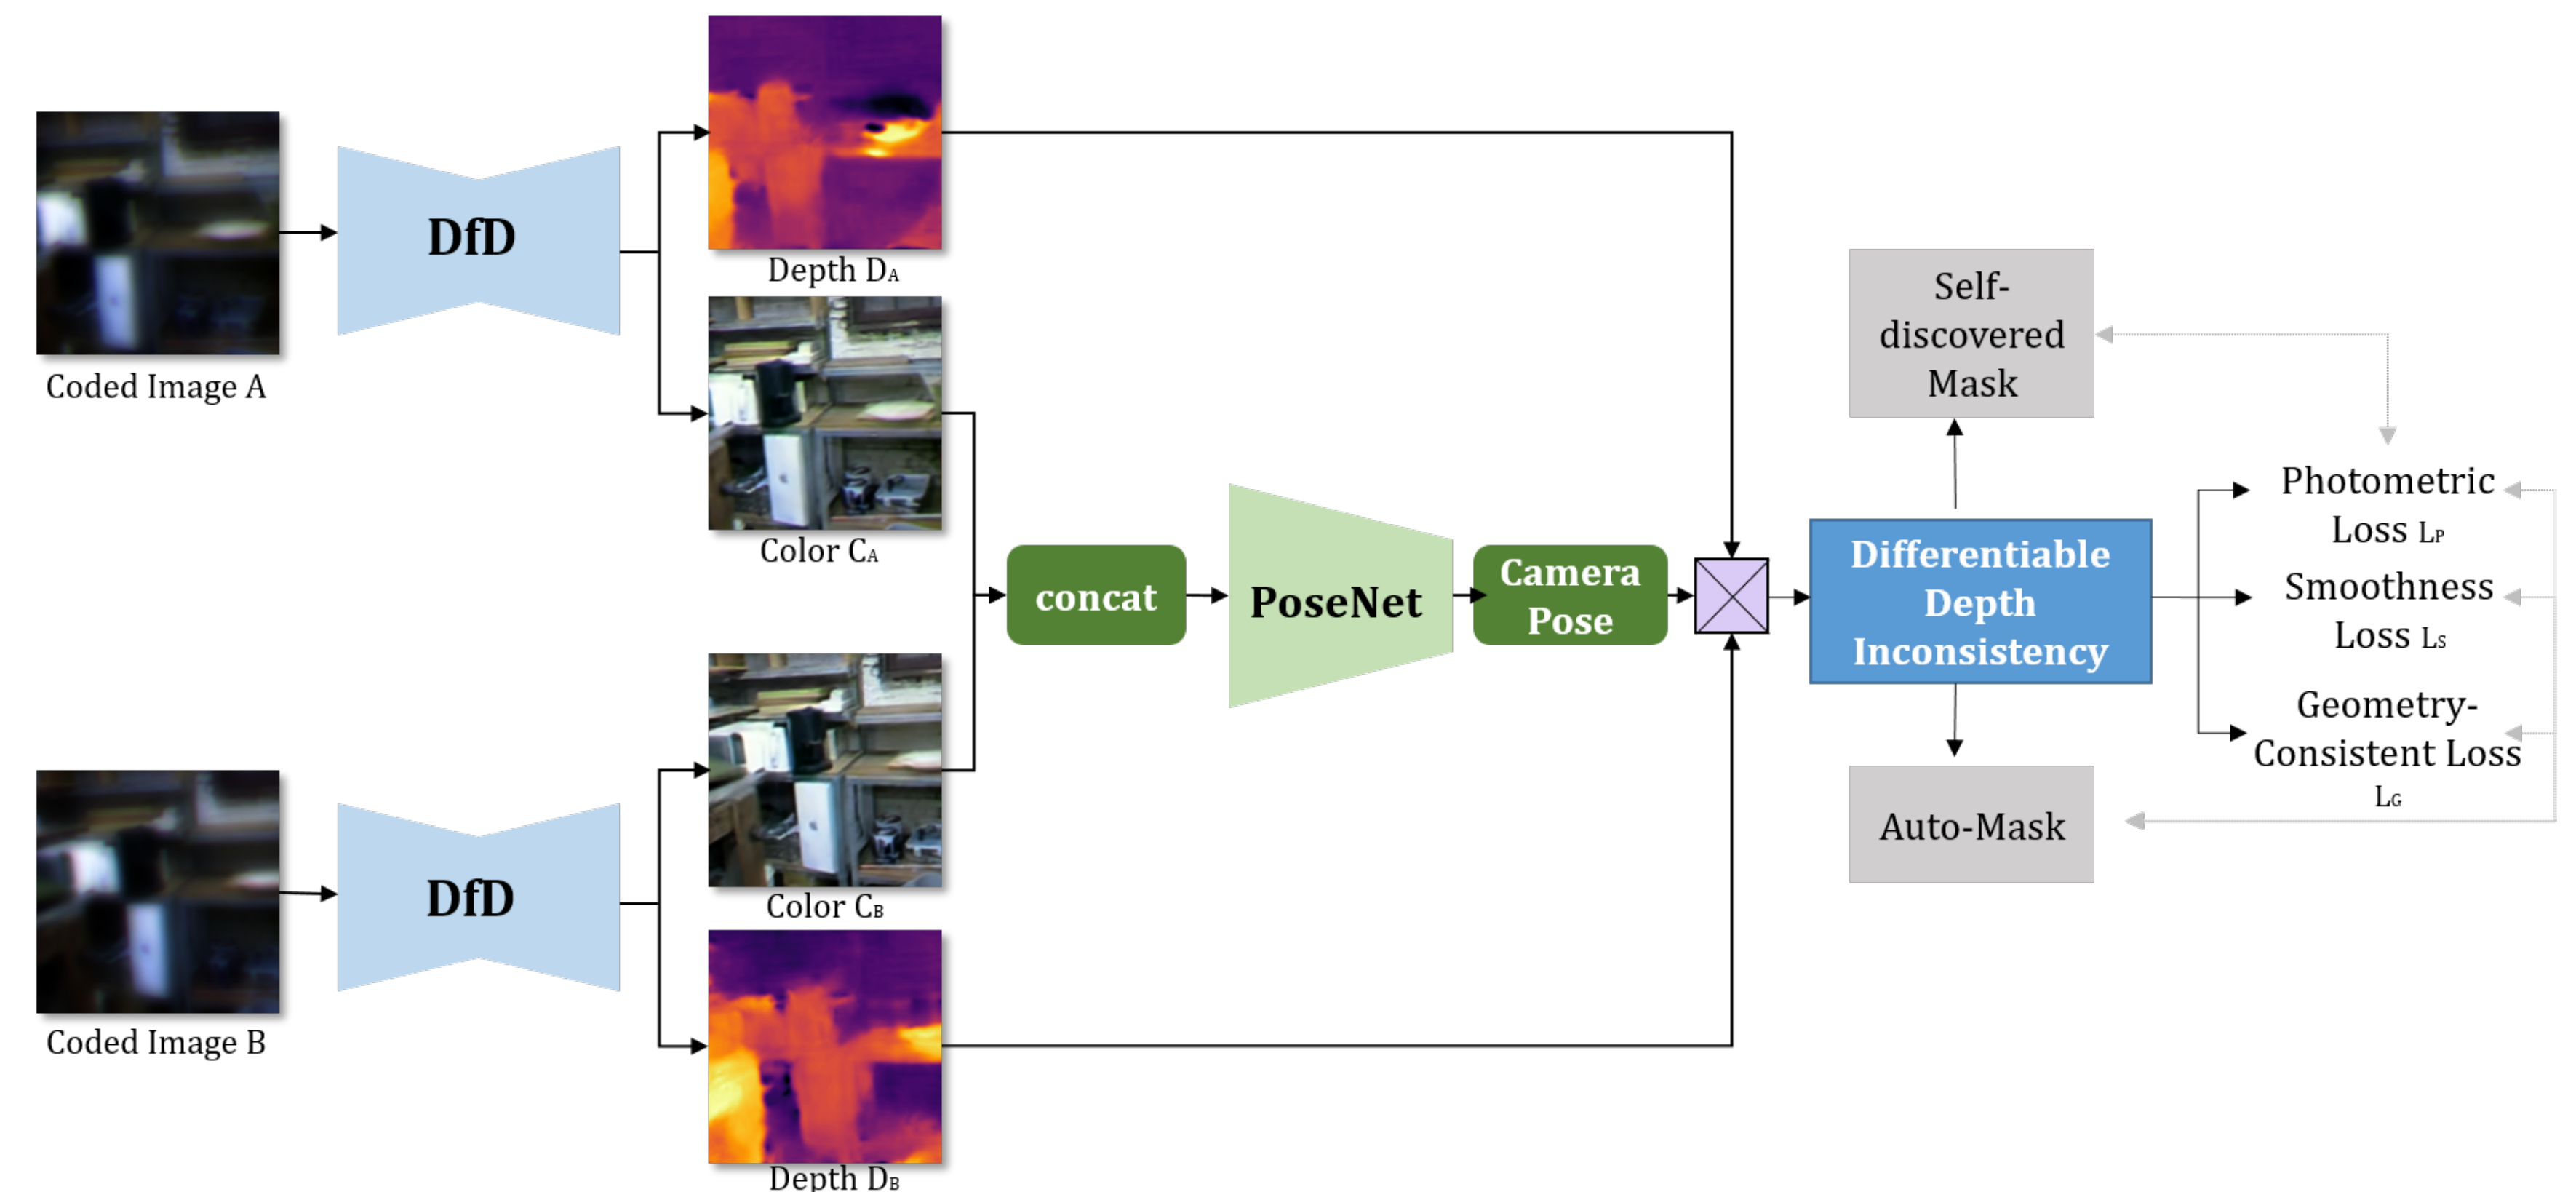 Coded Image A
DfD
Depth DA
Color CA
Coded Image B
DfD
Color CB
Depth DB
concat
PoseNet
Camera
Pose
Self-
discovered
Mask
Differentiable
Depth
Inconsistency
Auto-Mask
Photometric
Loss LP
Smoothness
Loss LS
Geometry-
Consistent Loss
LG